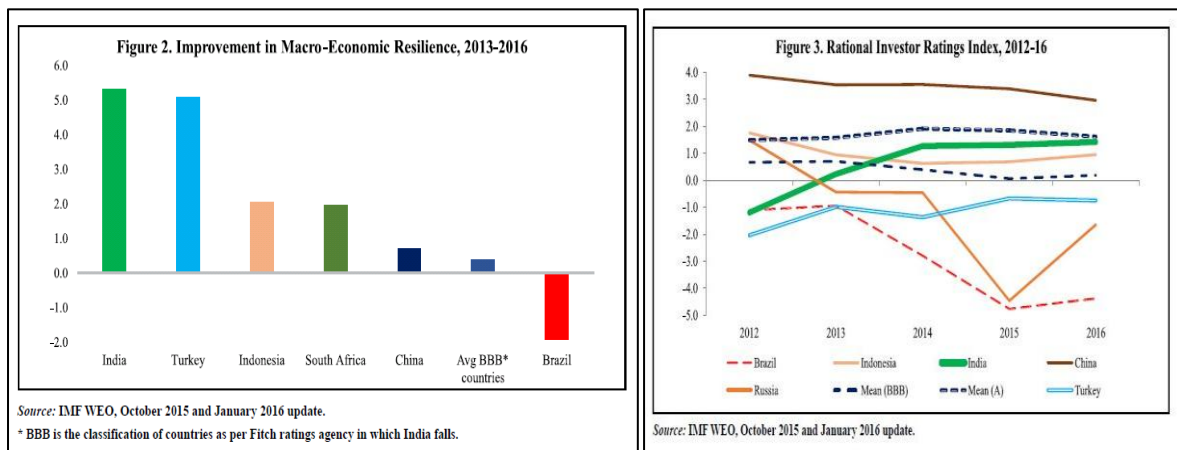 Figure 2. Improvement in Macro-Economic Resilience, 2013-2016
6.0
5.0
4.0
3.0
2.0
1.0
0.0
-1.0
-2.0
India Turkey Indonesia South Africa China Avg BBB* Brazil
countries
Source: IMF WEO, October 2015 and January 2016 update.
* BBB is the classification of countries as per Fitch ratings agency in which India falls.
Figure 3. Rational Investor Ratings Index, 2012-16
4.0
3.0
2.0
1.0
0.0
-1.0
-2.0
-3.0
-4.0
-5.0
2012 2013 2014 2015 2016
Brazil Indonesia India China
Russia Mean (BBB) Mean (A) Turkey
Source: IMF WEO, October 2015 and January 2016 update.